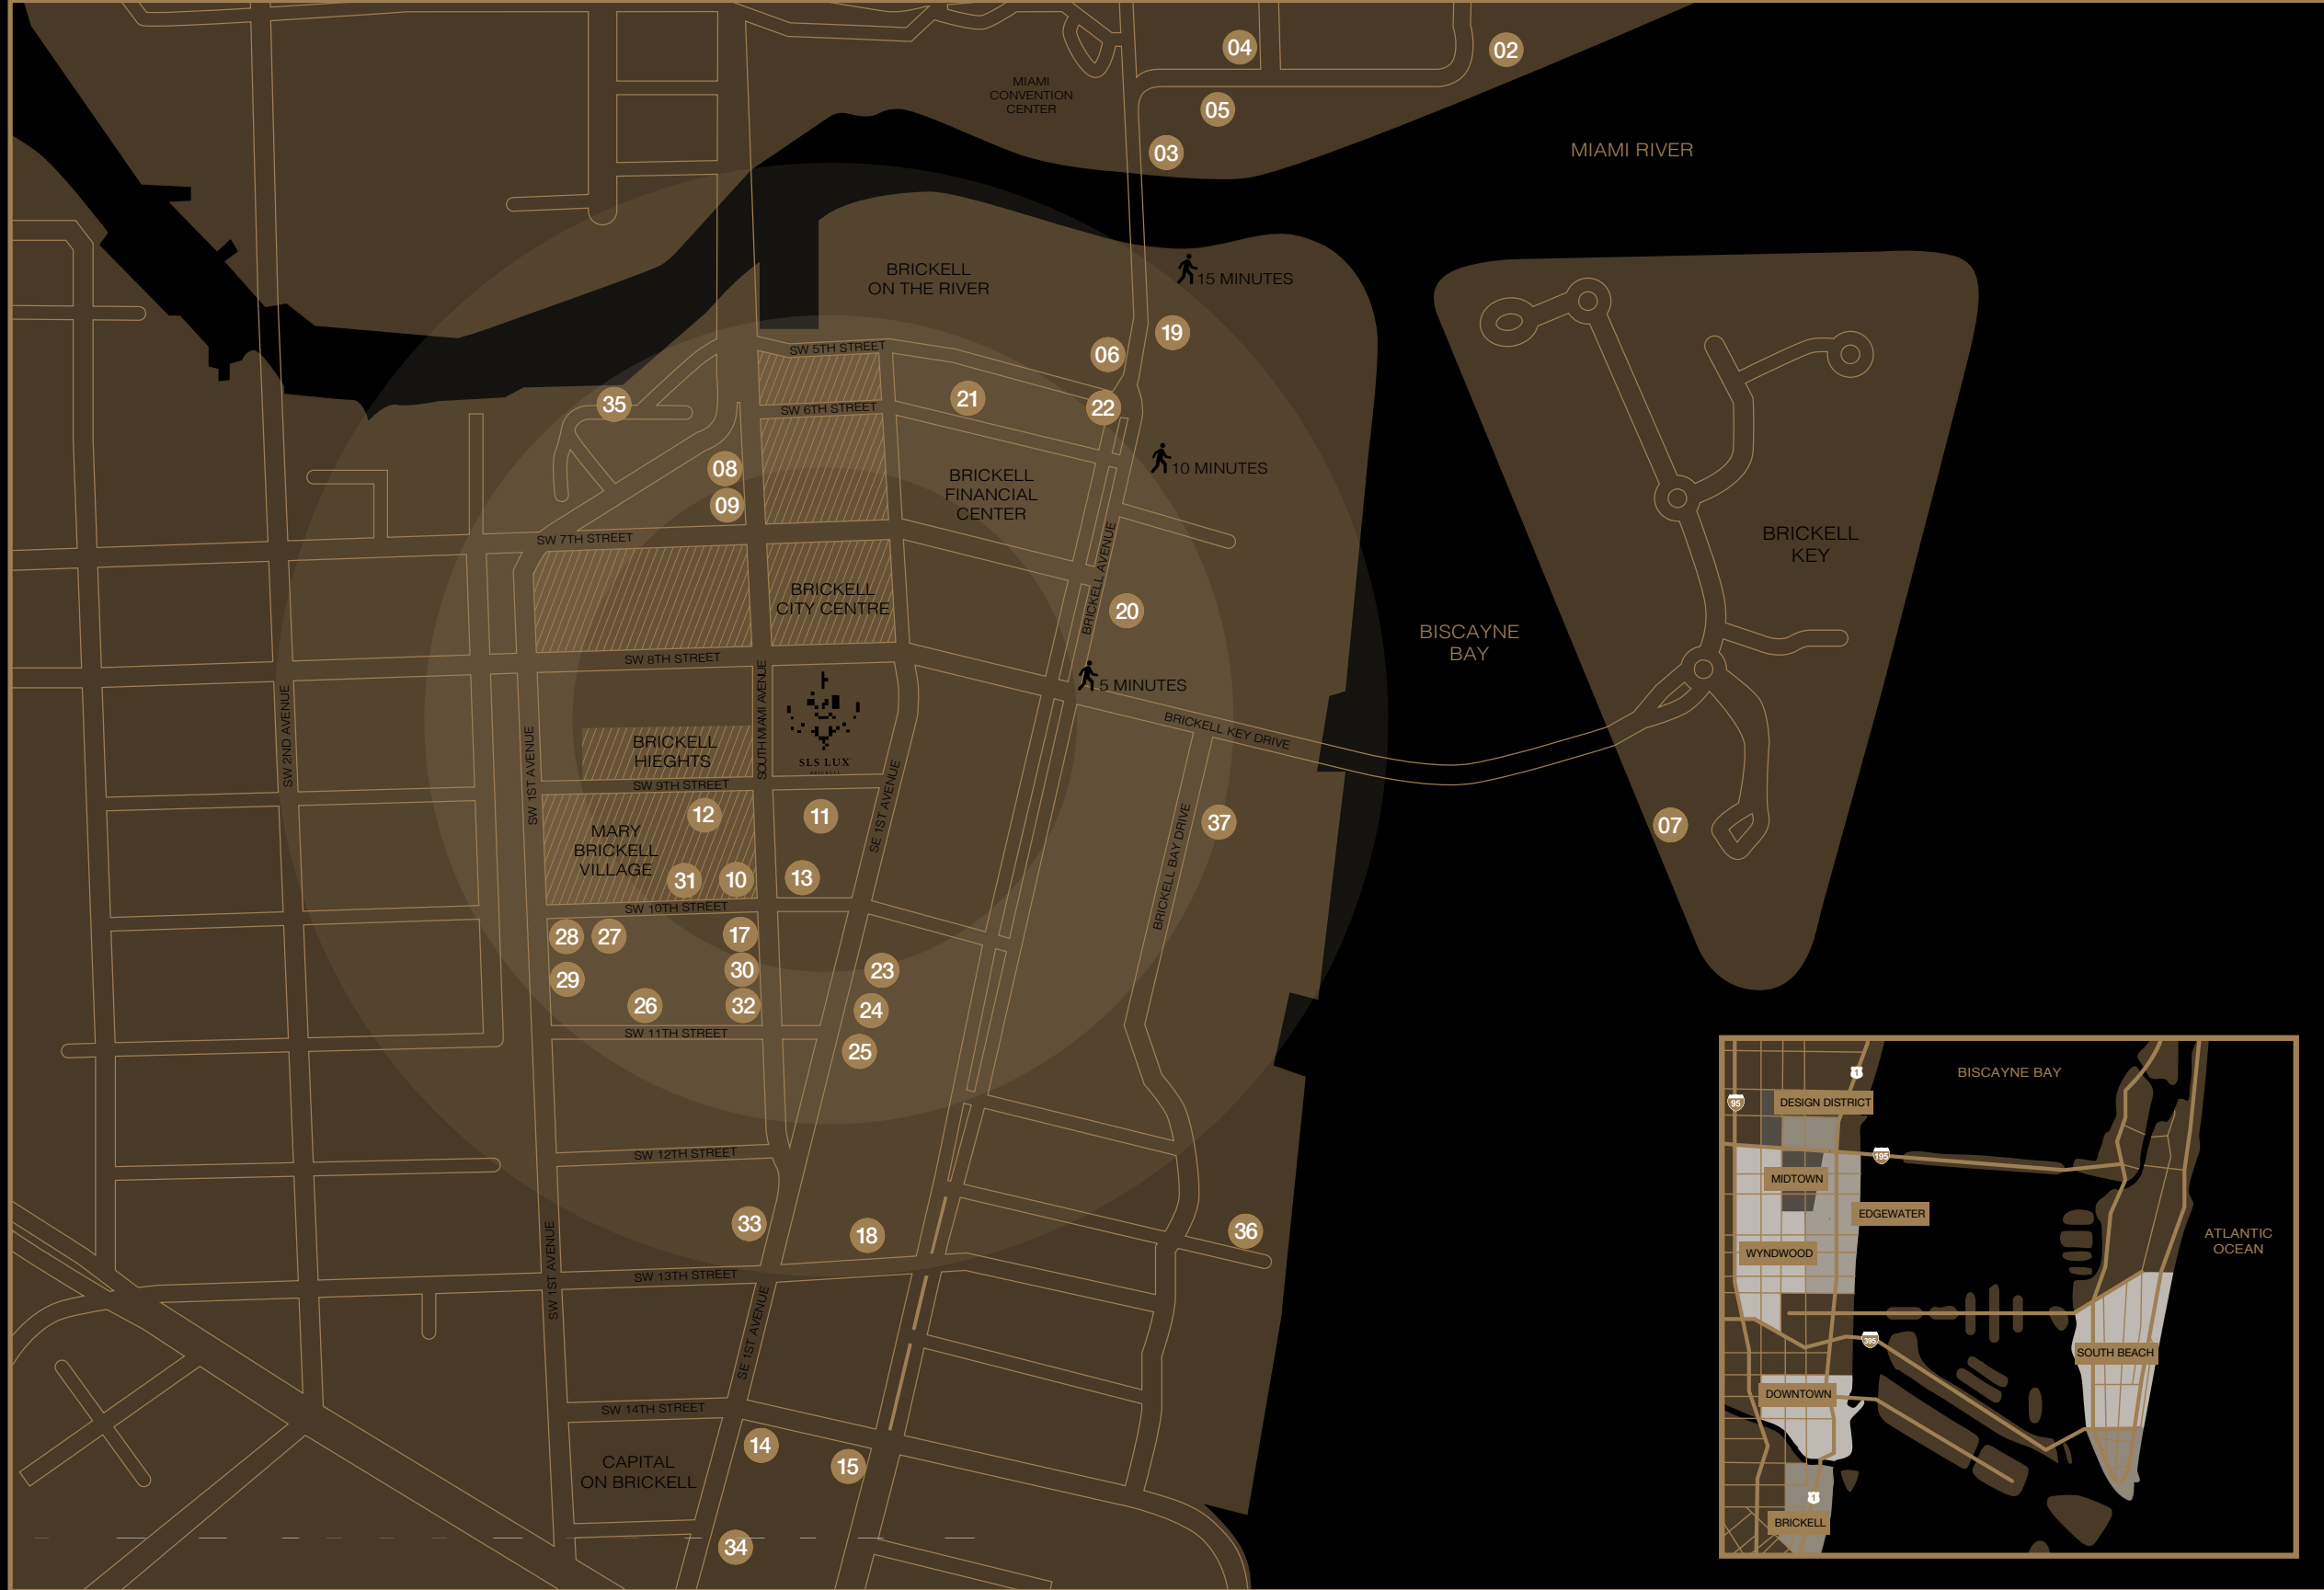 04
02
MIAMI
CONVENTION
CENTER
05
03
MIAMI RIVER
BRICKELL
ON THE RIVER
15 MINUTES
19
SW 5TH STREET
06
35
SW 6TH STREET
21
22
08
10 MINUTES
BRICKELL
FINANCIAL
CENTER
09
SW 7TH STREET
BRICKELL AVENUE
BRICKELL
KEY
BRICKELL
CITY CENTRE
20
BISCAYNE
BAY
SW 8TH STREET
5 MINUTES
SW 2ND AVENUE
SOUTH MIAMI AVENUE
BRICKELL KEY DRIVE
SW 1ST AVENUE
BRICKELL
HIEGHTS
SLS LUX
BRICKELL
SW 9TH STREET
SE 1ST AVENUE
12
11
37
07
MARY
BRICKELL
VILLAGE
BRICKELL BAY DRIVE
31
10
13
SW 10TH STREET
28
27
17
29
30
23
26
32
24
SW 11TH STREET
25
SW 12TH STREET
33
18
36
SW 1ST AVENUE
SW 13TH STREET
SE 1ST AVENUE
SW 14TH STREET
14
15
CAPITAL
ON BRICKELL
34
BISCAYNE BAY
1
95
DESIGN DISTRICT
195
MIDTOWN
EDGEWATER
ATLANTIC
OCEAN
WYNDWOOD
395
SOUTH BEACH
DOWNTOWN
1
BRICKELL